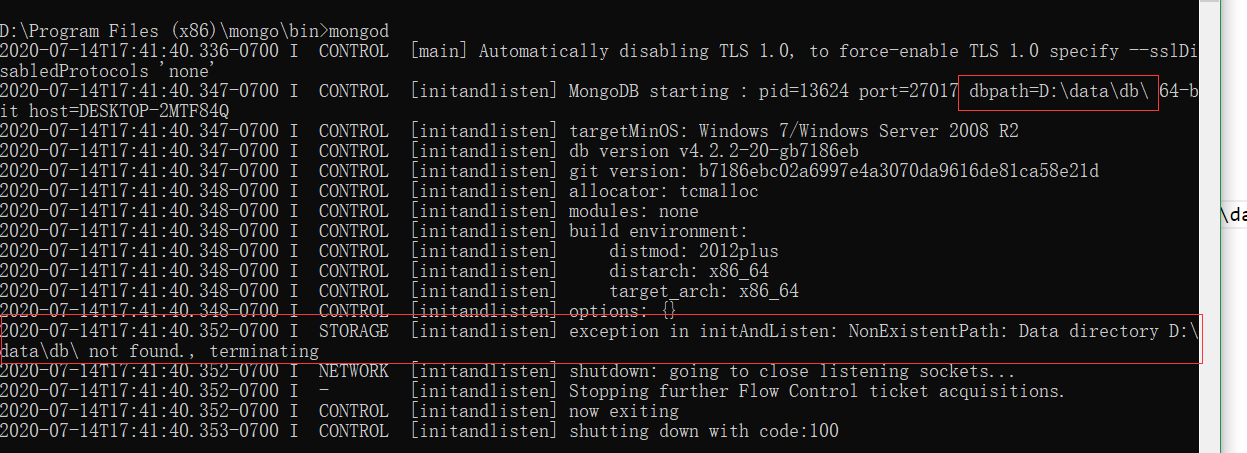 D:\Program Files (x86)\mongo\bin>mongod
2020-07-14T17:41:40.336-0700 I  CONTROL  [main] Automatically disabling TLS 1.0, to force-enable TLS 1.0 specify --sslDi
sabledProtocols 'none'
2020-07-14T17:41:40.347-0700 I  CONTROL  [initandlisten] MongoDB starting : pid=13624 port=27017 dbpath=D:\data\db\ 64-b
it host=DESKTOP-2MTF84Q
2020-07-14T17:41:40.347-0700 I  CONTROL  [initandlisten] targetMinOS: Windows 7/Windows Server 2008 R2
2020-07-14T17:41:40.347-0700 I  CONTROL  [initandlisten] db version v4.2.2-20-gb7186eb
2020-07-14T17:41:40.347-0700 I  CONTROL  [initandlisten] git version: b7186ebc02a6997e4a3070da9616de81ca58e21d
2020-07-14T17:41:40.348-0700 I  CONTROL  [initandlisten] allocator: tcmalloc
2020-07-14T17:41:40.348-0700 I  CONTROL  [initandlisten] modules: none
2020-07-14T17:41:40.348-0700 I  CONTROL  [initandlisten] build environment:
2020-07-14T17:41:40.348-0700 I  CONTROL  [initandlisten]     distmod: 2012plus
2020-07-14T17:41:40.348-0700 I  CONTROL  [initandlisten]     distarch: x86_64
2020-07-14T17:41:40.348-0700 I  CONTROL  [initandlisten]     target_arch: x86_64
2020-07-14T17:41:40.348-0700 I  CONTROL  [initandlisten] options: {}
2020-07-14T17:41:40.352-0700 I  STORAGE  [initandlisten] exception in initAndListen: NonExistentPath: Data directory D:\
data\db\ not found., terminating
2020-07-14T17:41:40.352-0700 I  NETWORK  [initandlisten] shutdown: going to close listening sockets...
2020-07-14T17:41:40.352-0700 I  -        [initandlisten] Stopping further Flow Control ticket acquisitions.
2020-07-14T17:41:40.352-0700 I  CONTROL  [initandlisten] now exiting
2020-07-14T17:41:40.353-0700 I  CONTROL  [initandlisten] shutting down with code:100